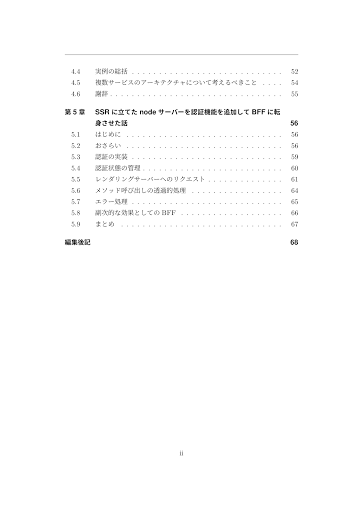 4.4 実例の総括 . . . . . . . . . . . . . . . . . . . . . . . . . . . . 52
4.5 複数サービスのアーキテクチャについて考えるべきこと . . . . 54
4.6 謝辞 . . . . . . . . . . . . . . . . . . . . . . . . . . . . . . . . 55
第 5 章 SSR に立てた node サーバーを認証機能を追加して BFF に転
身させた話 56
5.1 はじめに . . . . . . . . . . . . . . . . . . . . . . . . . . . . . 56
5.2 おさらい . . . . . . . . . . . . . . . . . . . . . . . . . . . . . 56
5.3 認証の実装 . . . . . . . . . . . . . . . . . . . . . . . . . . . . 59
5.4 認証状態の管理 . . . . . . . . . . . . . . . . . . . . . . . . . . 60
5.5 レンダリングサーバーへのリクエスト . . . . . . . . . . . . . . 61
5.6 メソッド呼び出しの透過的処理 . . . . . . . . . . . . . . . . . 64
5.7 エラー処理 . . . . . . . . . . . . . . . . . . . . . . . . . . . . 65
5.8 副次的な効果としての BFF . . . . . . . . . . . . . . . . . . . 66
5.9 まとめ . . . . . . . . . . . . . . . . . . . . . . . . . . . . . . 67
編集後記 68
ii